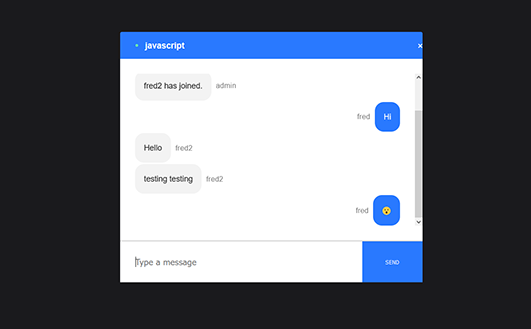 javascript
fred2 has joined. admin
fred Hi
Hello fred2
testing testing fred2
fred 😮
Type a message SEND